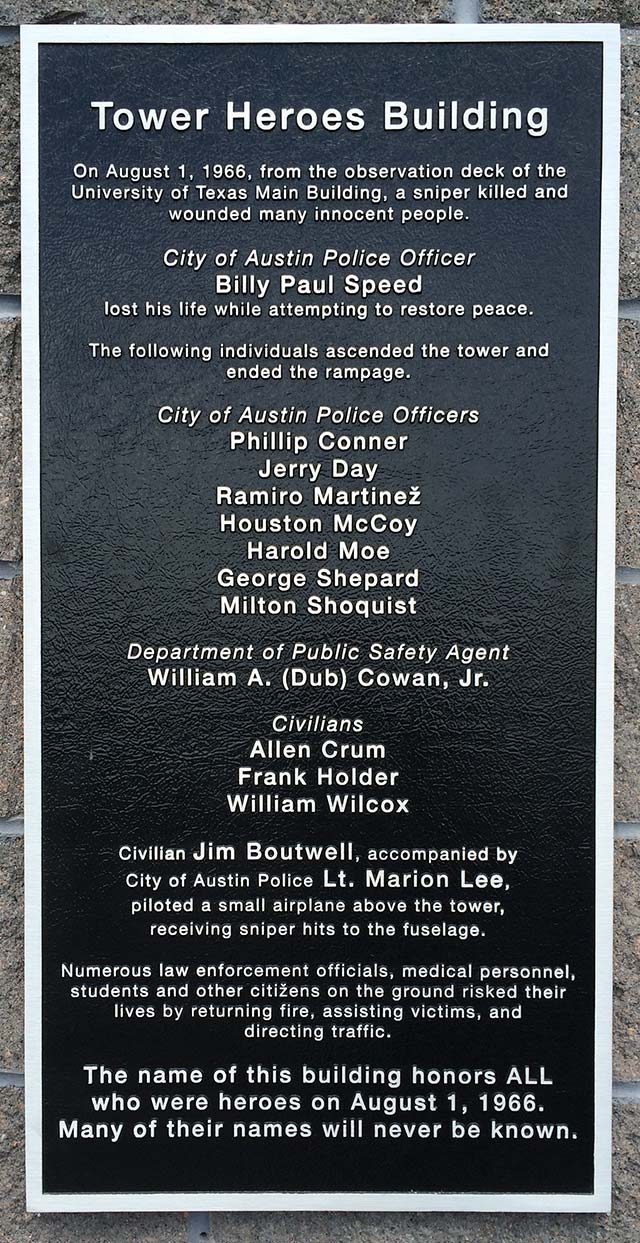 Tower Heroes Building
On August 1, 1966, from the observation deck of the
University of Texas Main Building, a sniper killed and
wounded many innocent people.
City of Austin Police Officer
Billy Paul Speed
lost his life while attempting to restore peace.
The following individuals ascended the tower and
ended the rampage.
City of Austin Police Officers
Phillip Conner
Jerry Day
Ramiro Martinež
Houston McCoy
Harold Moe
George Shepard
Milton Shoquist
Department of Public Safety Agent
William A. (Dub) Cowan, Jr.
Civilians
Allen Crum
Frank Holder
William Wilcox
Civilian Jim Boutwell, accompanied by
City of Austin Police Lt. Marion Lee,
piloted a small airplane above the tower,
receiving sniper hits to the fuselage.
Numerous law enforcement officials, medical personnel,
students and other citižens on the ground risked their
lives by returning fire, assisting victims, and
directing traffic.
The name of this building honors ALL
who were heroes on August 1, 1966.
Many of their names will never be known.